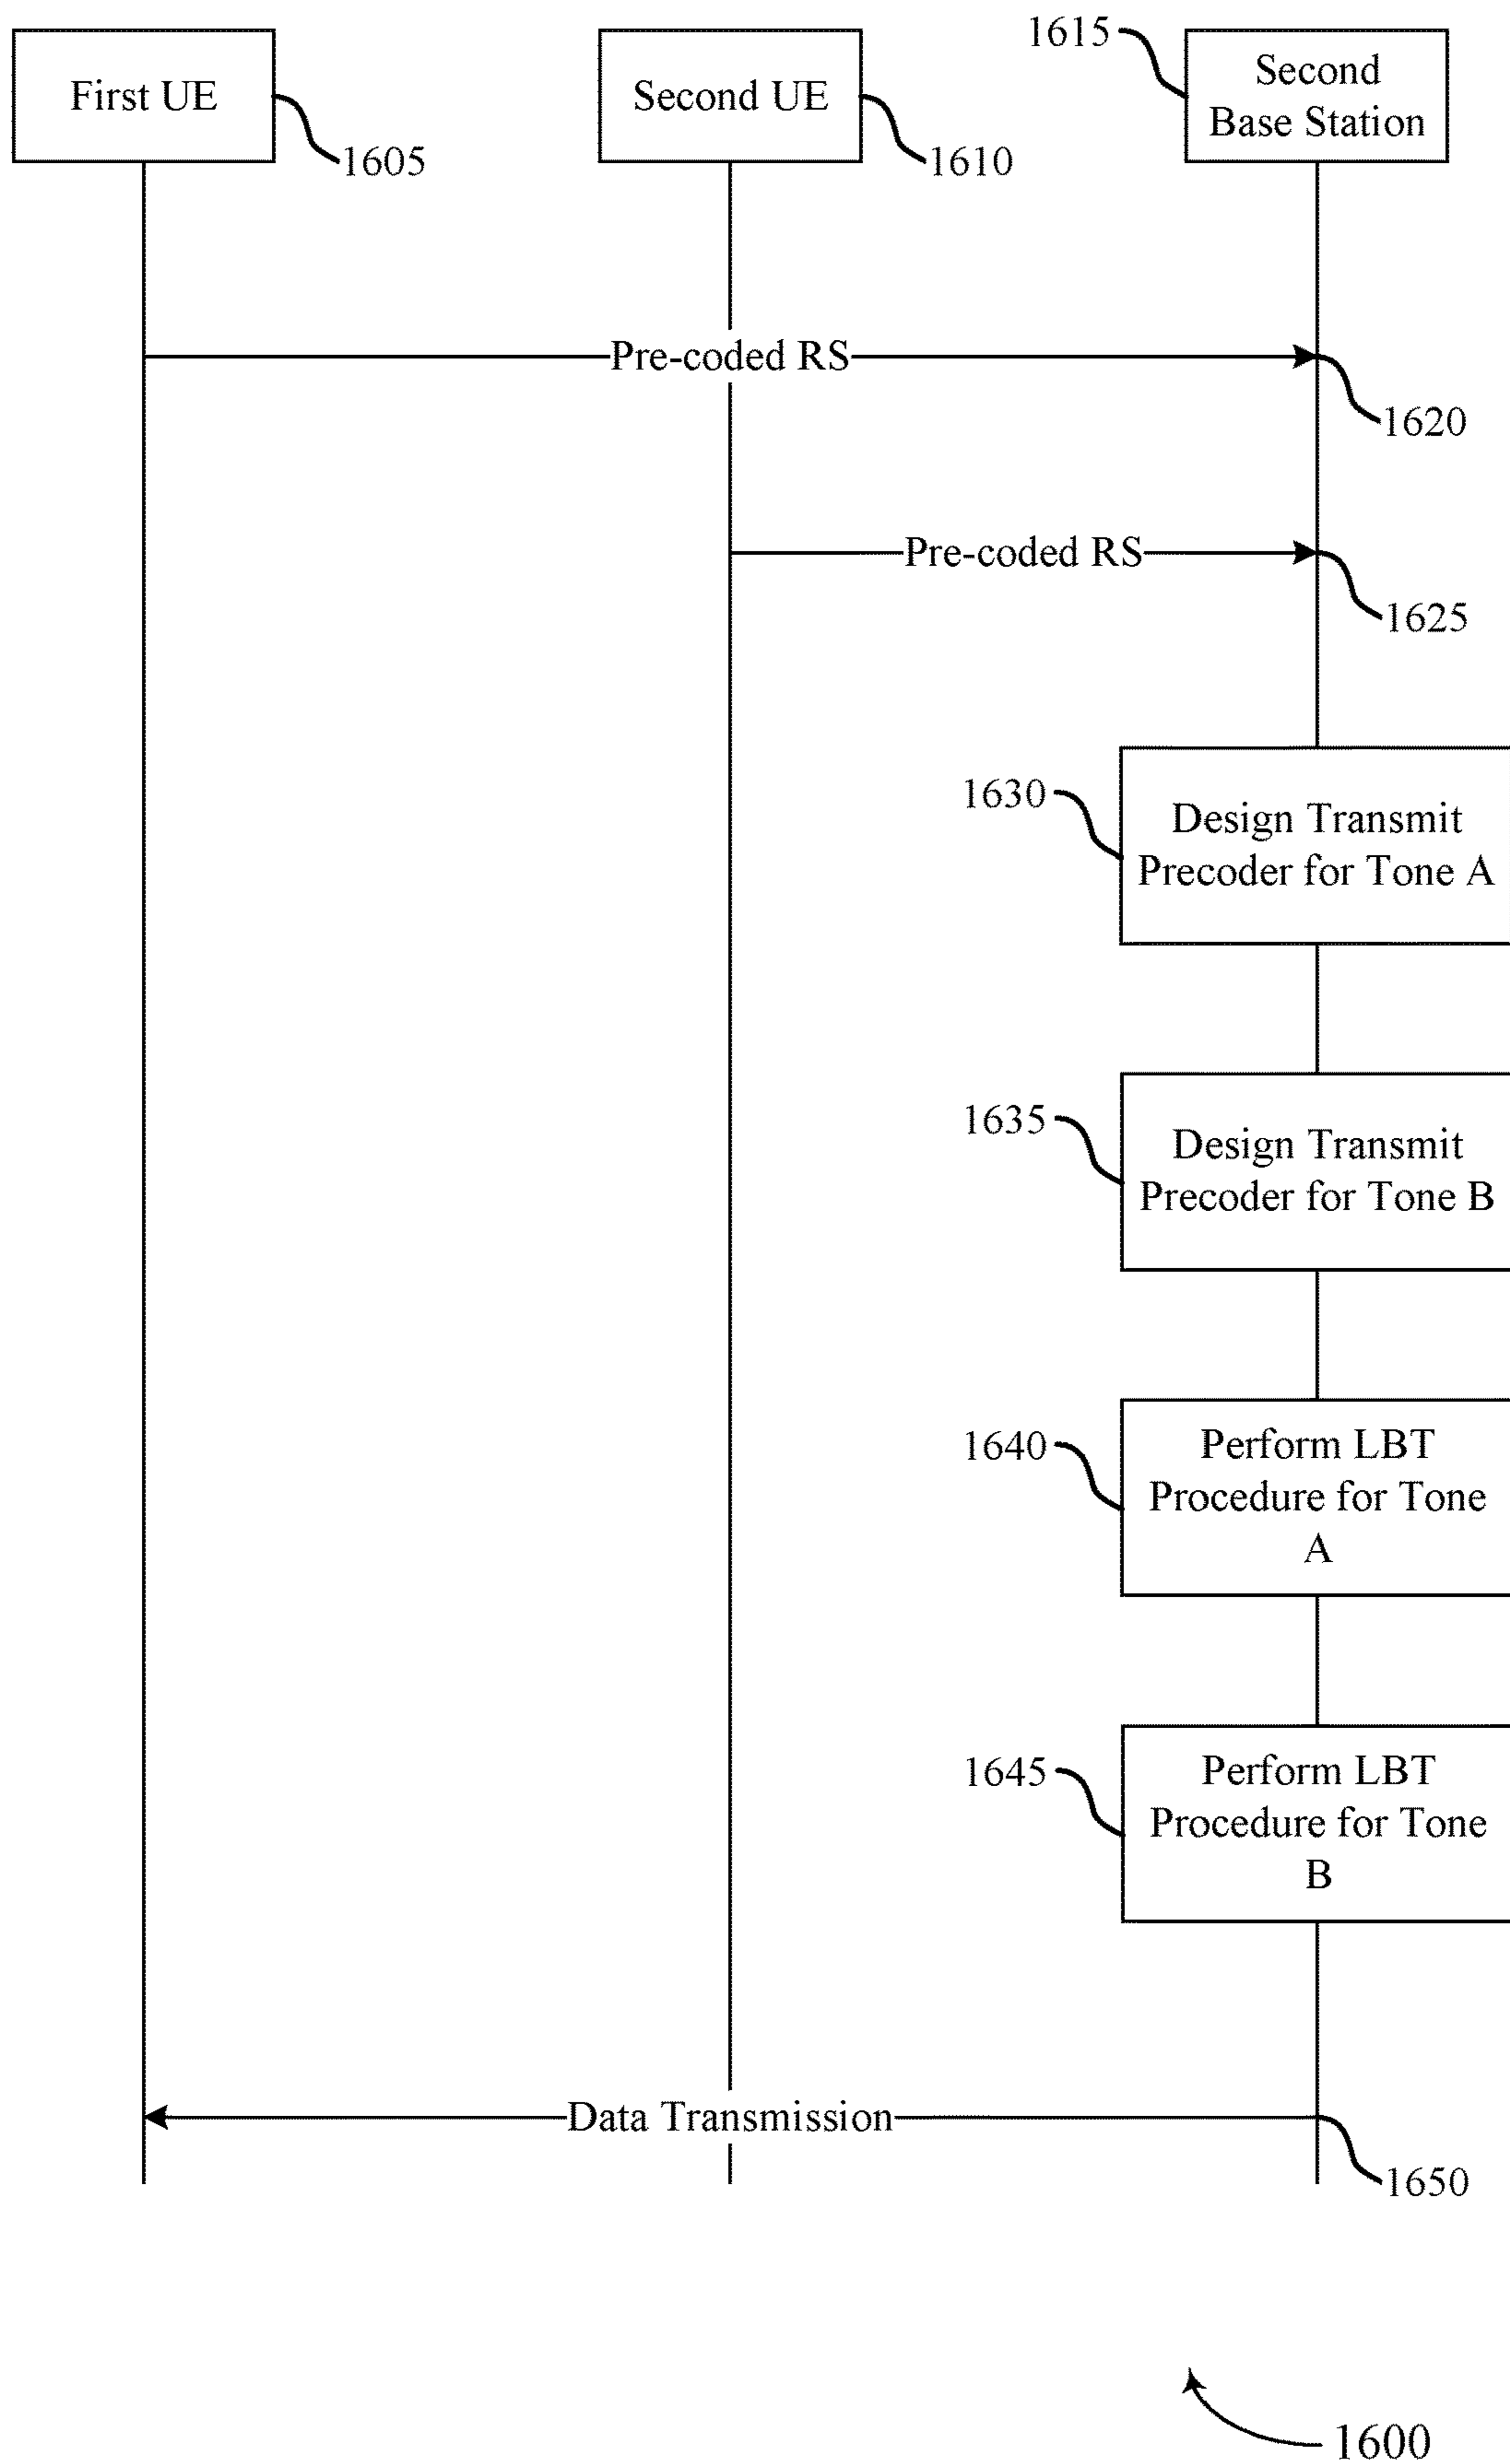 First UE
1605
Second UE
1610
1615
Second
Base Station
Pre-coded RS
1620
Pre-coded RS
1625
1630
Design Transmit
Precoder for Tone A
1635
Design Transmit
Precoder for Tone B
1640
Perform LBT
Procedure for Tone
A
1645
Perform LBT
Procedure for Tone
B
Data Transmission
1650
1600